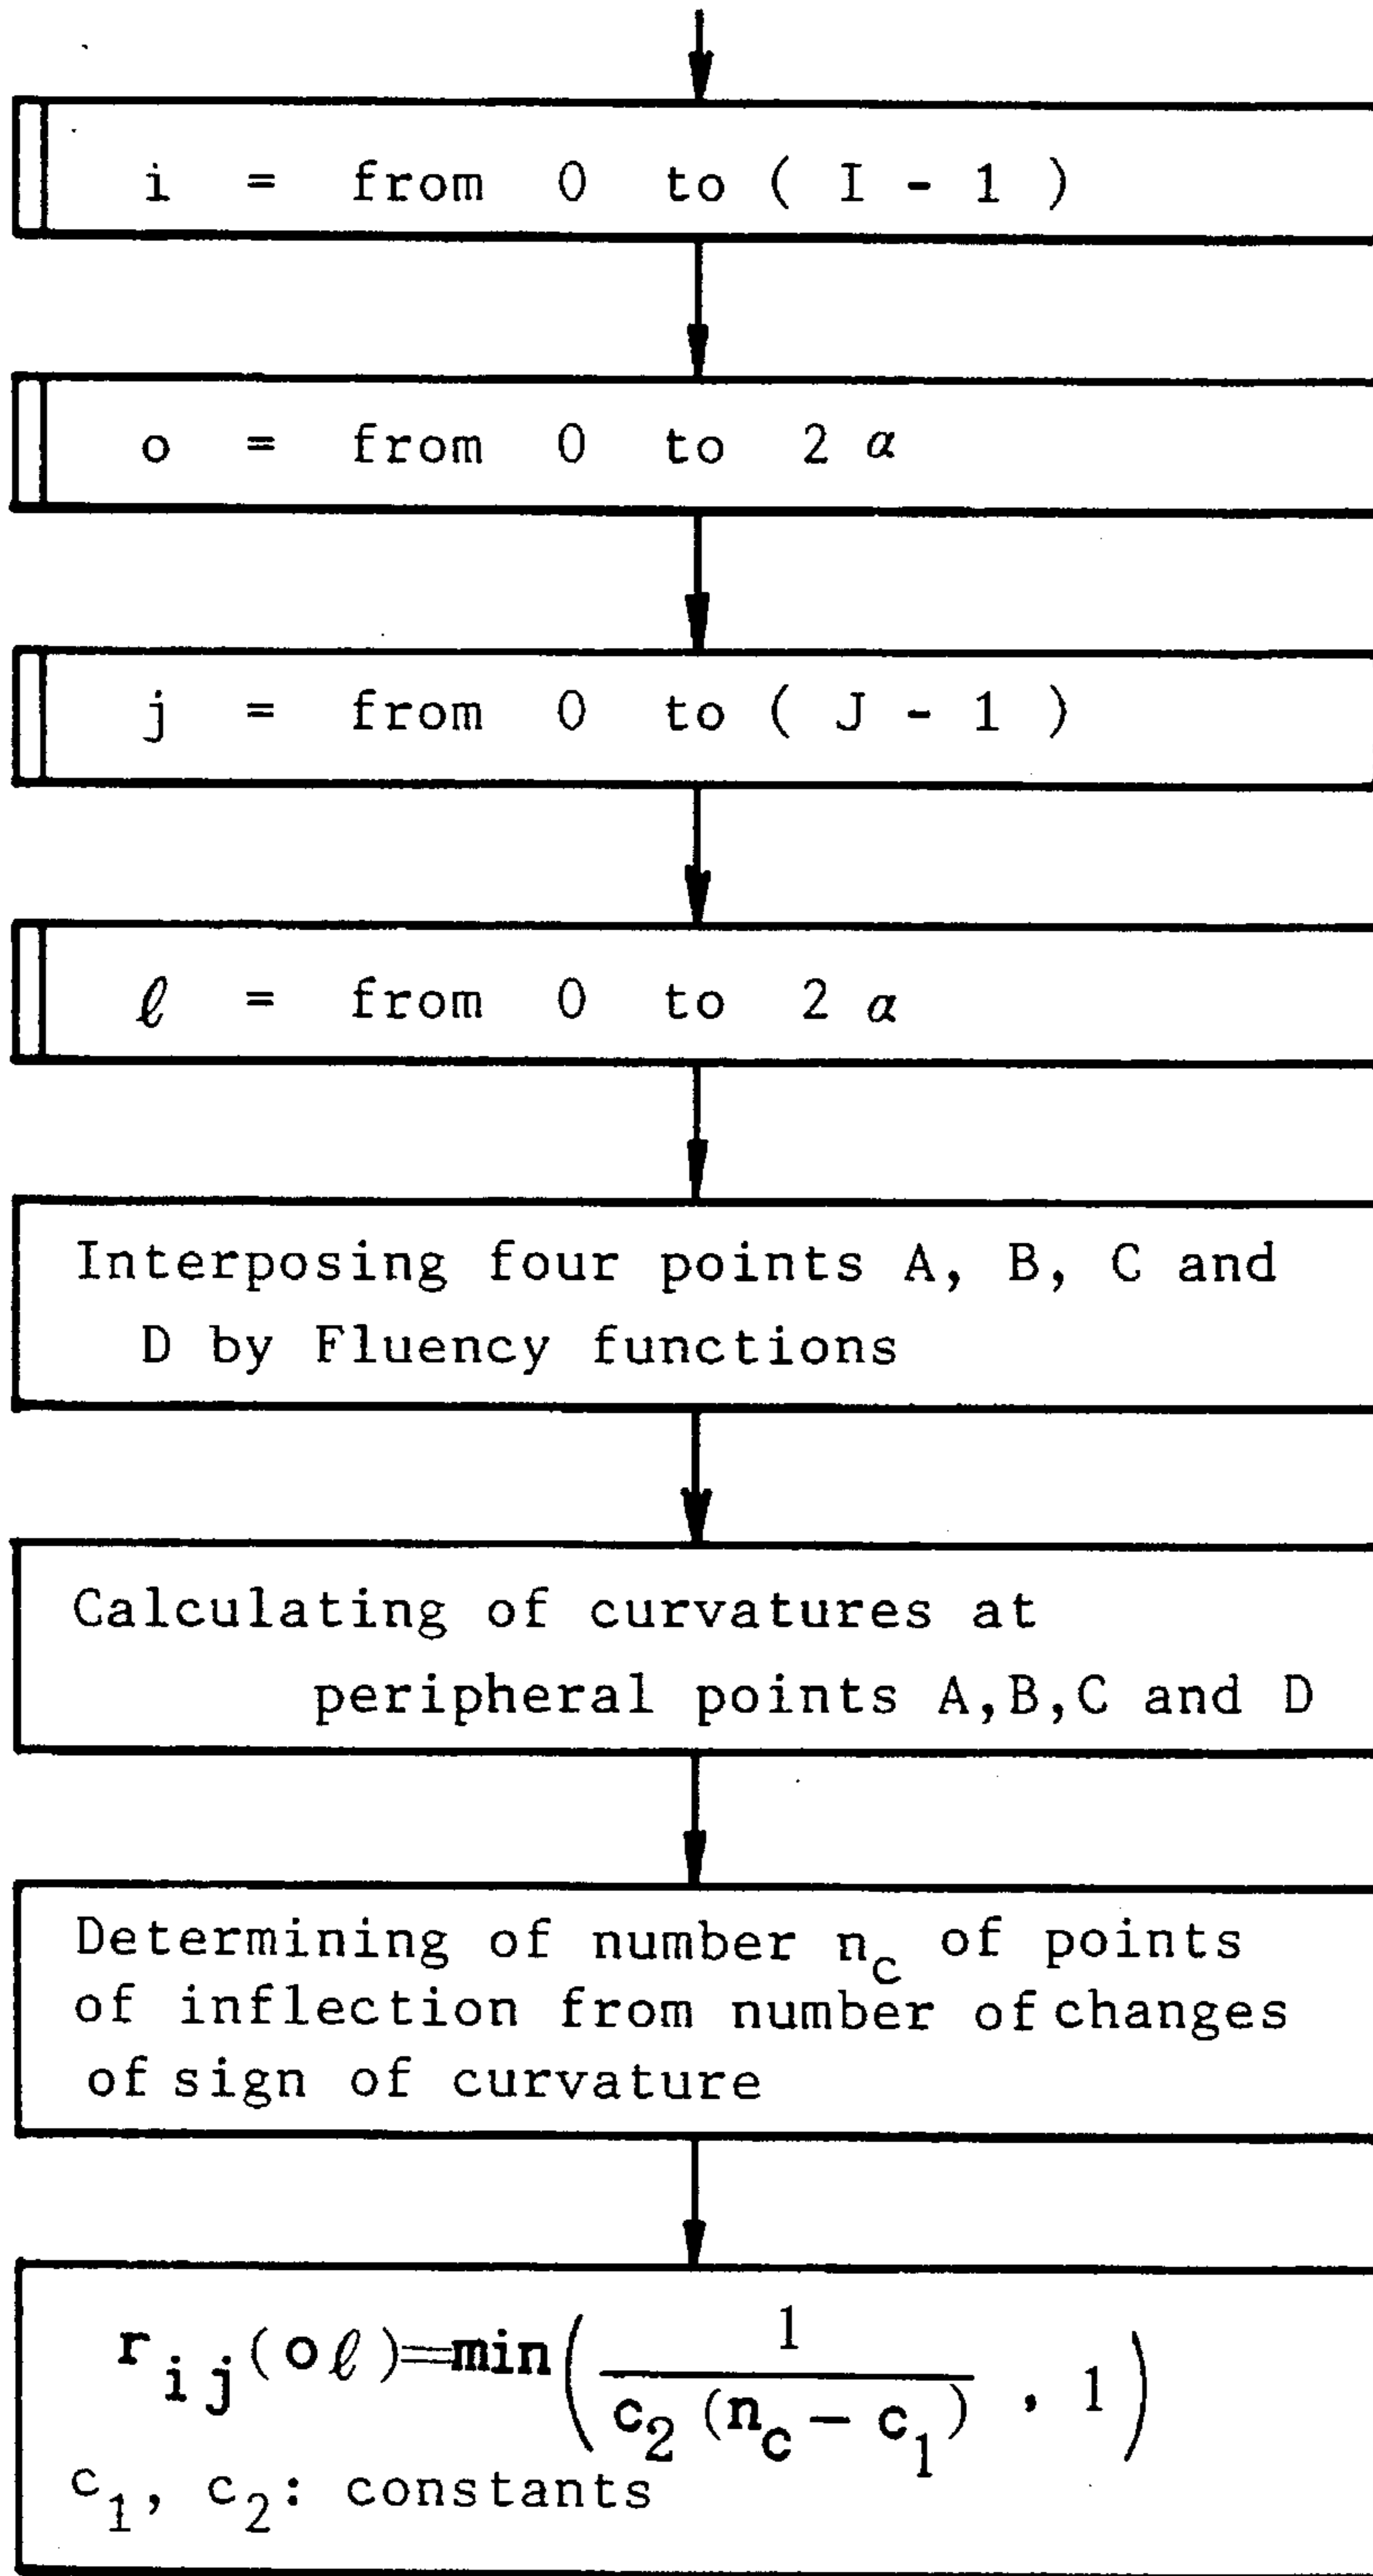 i = from 0 to ( I - 1 )
o = from 0 to 2 α
j = from 0 to ( J - 1 )
ℓ = from 0 to 2 α
Interposing four points A, B, C and
D by Fluency functions
Calculating of curvatures at
peripheral points A,B,C and D
Determining of number n_c of points
of inflection from number of changes
of sign of curvature
r_ij(oℓ)=min( 1 / c_2 (n_c - c_1) , 1 )
c_1, c_2: constants